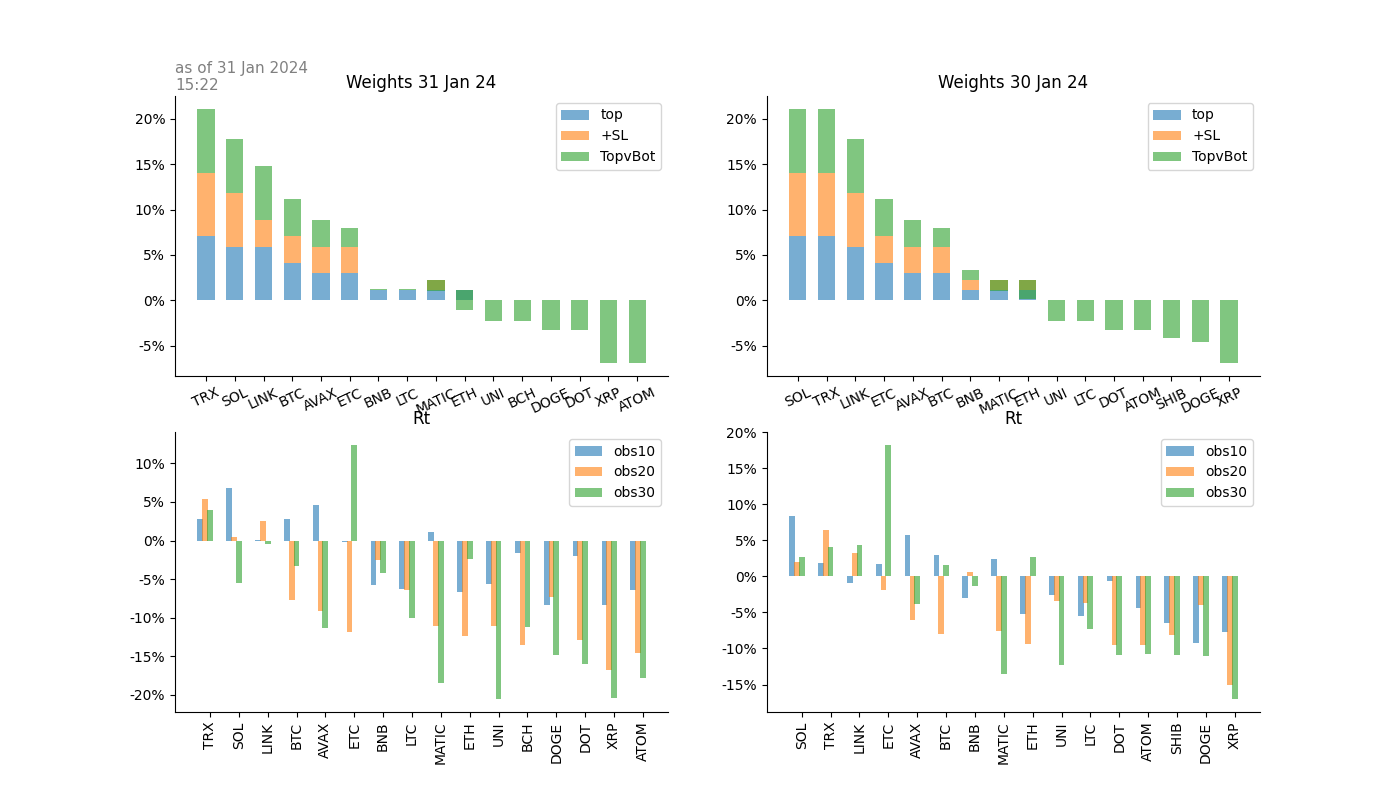 as of 31 Jan 2024
15:22
Weights 31 Jan 24
20%
15%
10%
5%
0%
-5%
top
+SL
TopvBot
TRX SOL LINK BTC AVAX ETC BNB LTC MATIC ETH UNI BCH DOGE DOT XRP ATOM
Weights 30 Jan 24
20%
15%
10%
5%
0%
-5%
top
+SL
TopvBot
SOL TRX LINK ETC AVAX BTC BNB MATIC ETH UNI LTC DOT ATOM SHIB DOGE XRP
Rt
10%
5%
0%
-5%
-10%
-15%
-20%
obs10
obs20
obs30
TRX SOL LINK BTC AVAX ETC BNB LTC MATIC ETH UNI BCH DOGE DOT XRP ATOM
Rt
20%
15%
10%
5%
0%
-5%
-10%
-15%
obs10
obs20
obs30
SOL TRX LINK ETC AVAX BTC BNB MATIC ETH UNI LTC DOT ATOM SHIB DOGE XRP